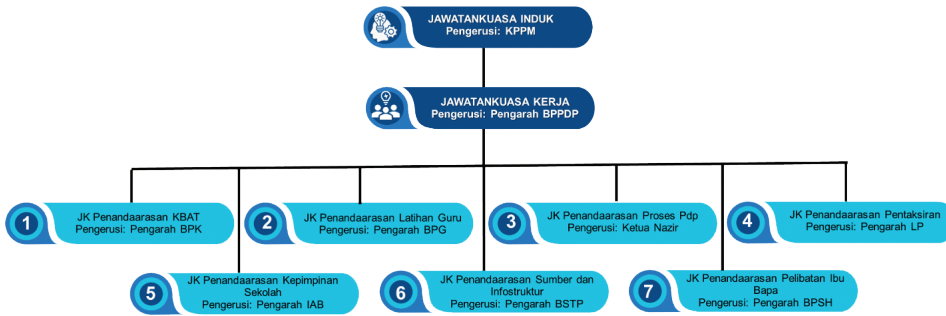 JAWATANKUASA INDUK
Pengerusi: KPPM
JAWATANKUASA KERJA
Pengerusi: Pengarah BPPDP
1
JK Penandaarasan KBAT
Pengerusi: Pengarah BPK
2
JK Penandaarasan Latihan Guru
Pengerusi: Pengarah BPG
3
JK Penandaarasan Proses Pdp
Pengerusi: Ketua Nazir
4
JK Penandaarasan Pentaksiran
Pengerusi: Pengarah LP
5
JK Penandaarasan Kepimpinan
Sekolah
Pengerusi: Pengarah IAB
6
JK Penandaarasan Sumber dan
Infostruktur
Pengerusi: Pengarah BSTP
7
JK Penandaarasan Pelibatan Ibu
Bapa
Pengerusi: Pengarah BPSH